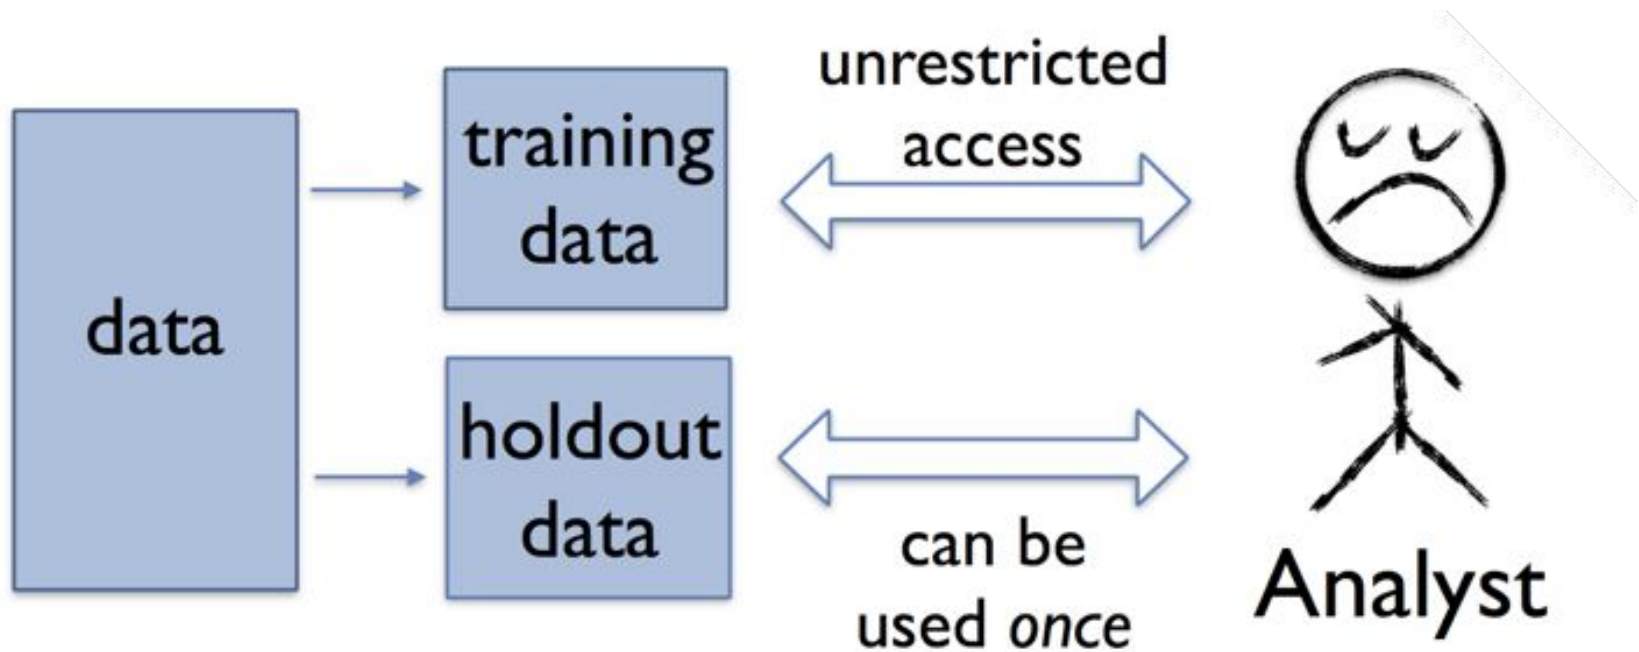 data
training
data
holdout
data
unrestricted
access
can be
used once
Analyst